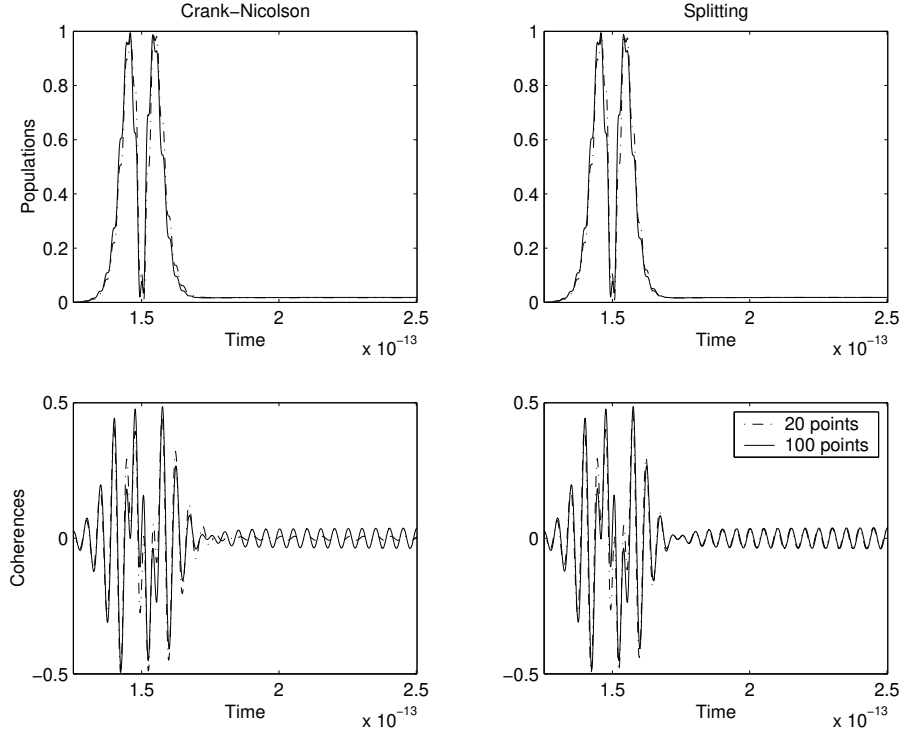 Crank−Nicolson
1
0.8
0.6
0.4
0.2
0
Populations
1.5
2
2.5
Time
x 10−13
Splitting
1
0.8
0.6
0.4
0.2
0
1.5
2
2.5
Time
x 10−13
0.5
0
−0.5
Coherences
1.5
2
2.5
Time
x 10−13
0.5
0
−0.5
20 points
100 points
1.5
2
2.5
Time
x 10−13